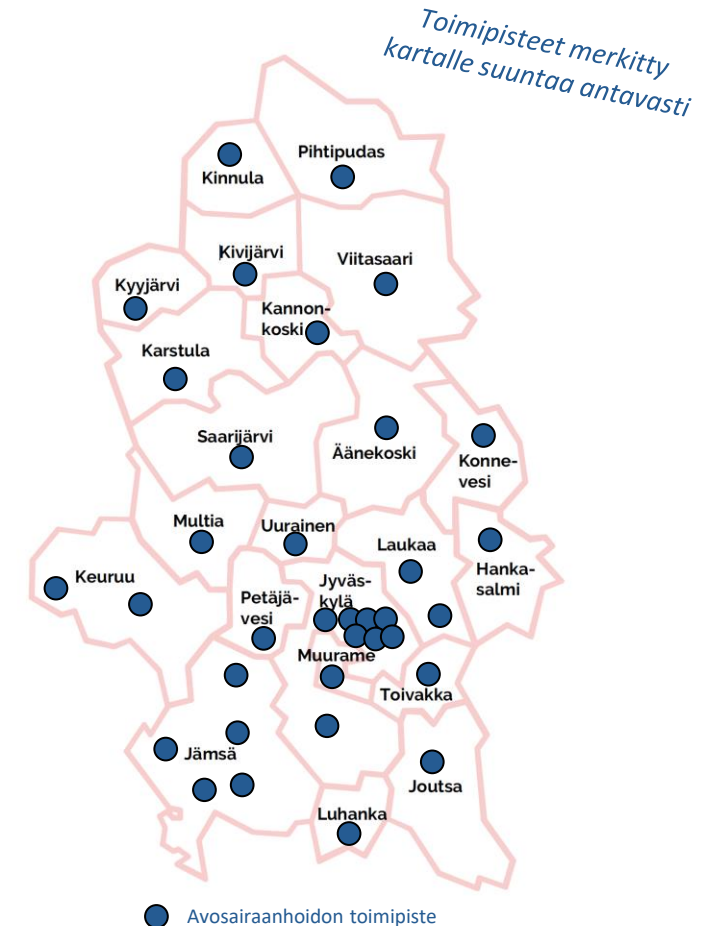 Toimipisteet merkitty
kartalle suuntaa antavasti
Pihtipudas
Kinnula
Kivijärvi
Viitasaari
Kyyjärvi
Kannon-
koski
Karstula
Saarijärvi
Äänekoski
Konne-
vesi
Multia
Uurainen
Laukaa
Hanka-
salmi
Keuruu
Jyväs-
kylä
Petäjä-
vesi
Muurame
Toivakka
Jämsä
Joutsa
Luhanka
Avosairaanhoidon toimipiste